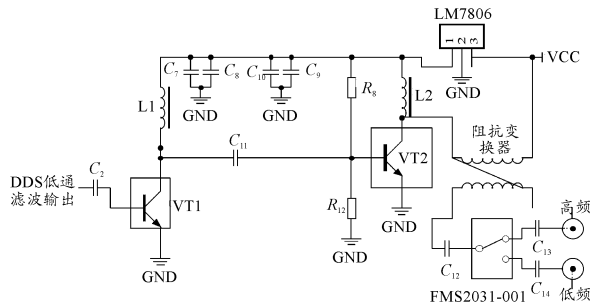 LM7806
1 2 3
VCC
GND
C7 C8 C10 C9
GND GND
L1
R8
L2
阻抗变
换器
C11
C2
DDS低通
滤波输出
VT1
VT2
R12
GND
GND
GND
C12
C13
高频
C14
低频
FMS2031-001